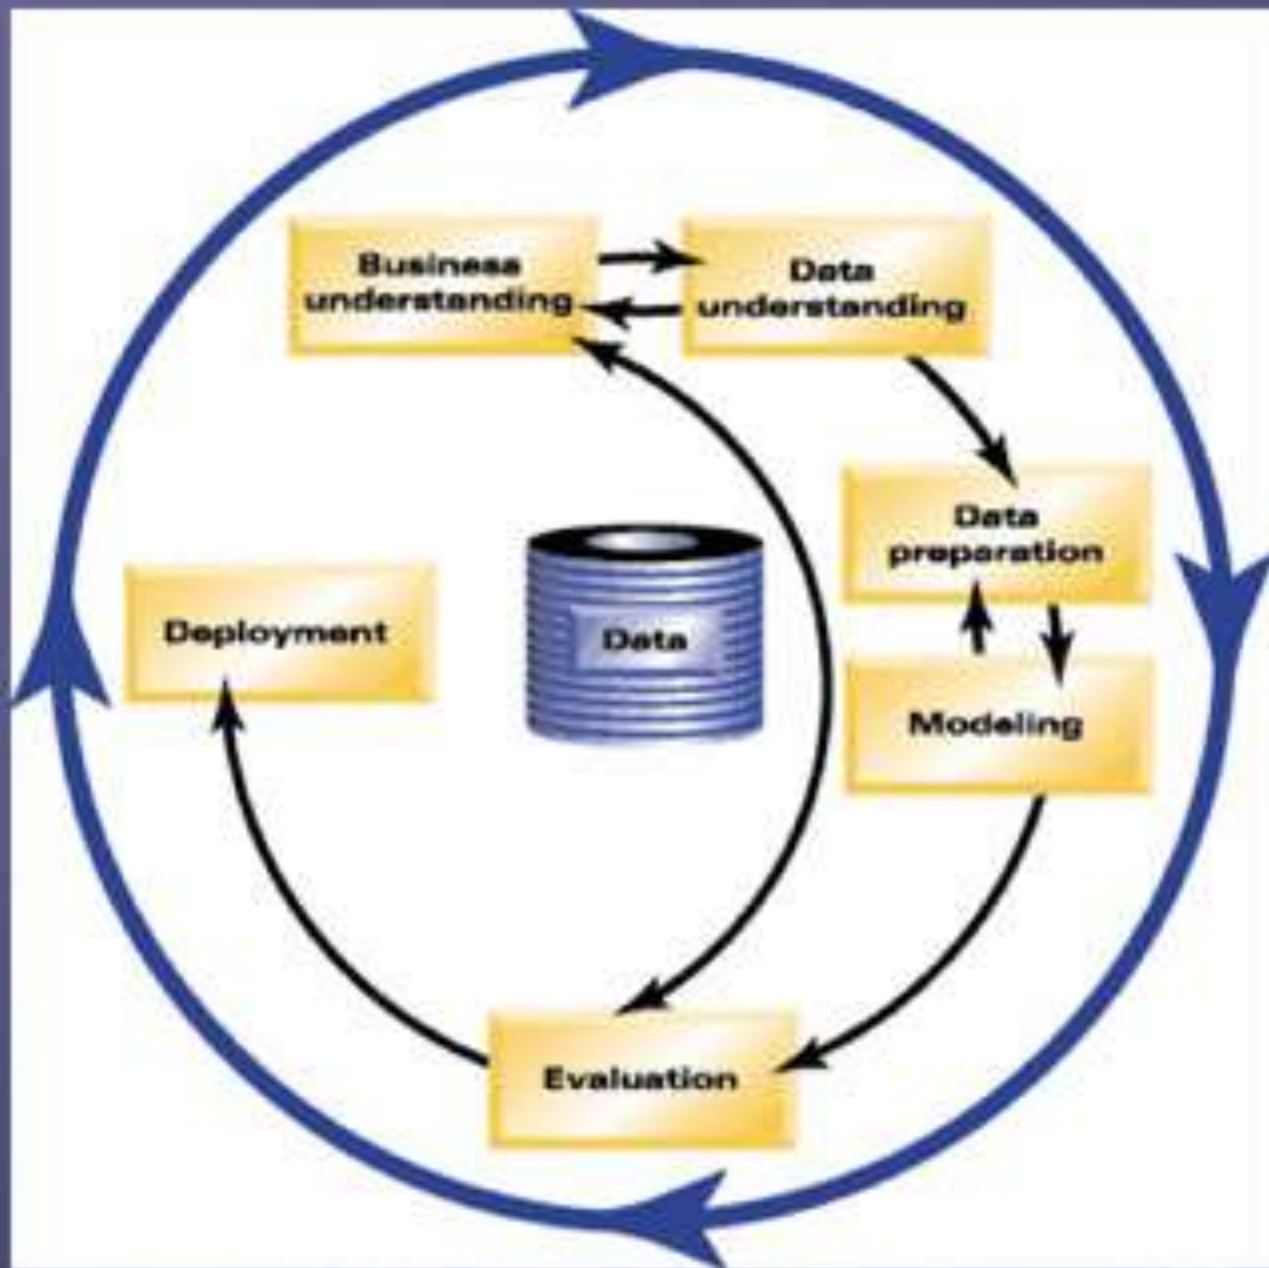 Business
understanding
Data
understanding
Data
preparation
Data
Deployment
Modeling
Evaluation